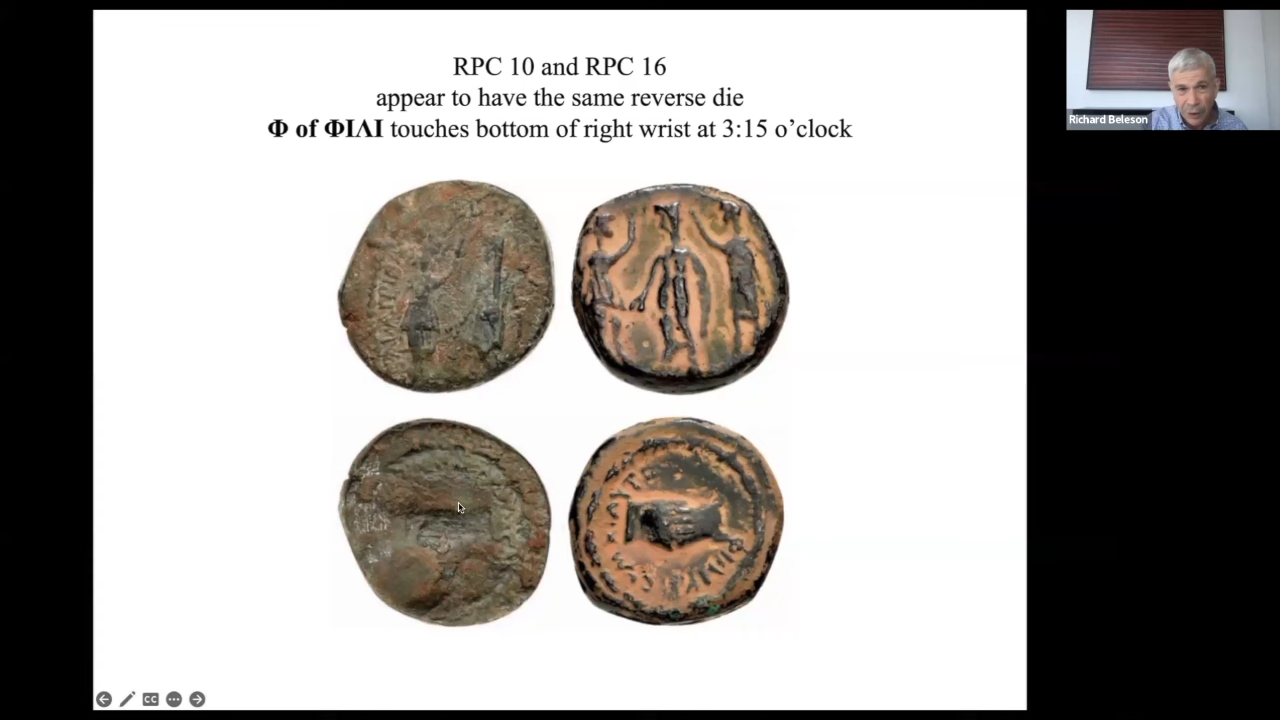 RPC 10 and RPC 16
appear to have the same reverse die
Φ of ΦΙΛΙ touches bottom of right wrist at 3:15 o’clock
Richard Beleson
CC